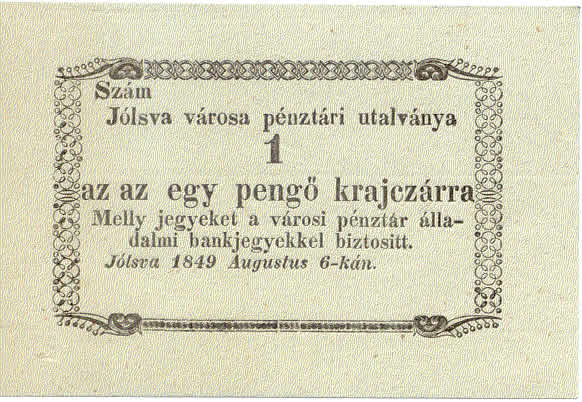 Szám
Jólsva városa pénztári utalványa
1
az az egy pengő krajczárra
Melly jegyeket a városi pénztár álla-
dalmi bankjegyekkel biztositt.
Jólsva 1849 Augustus 6-kán.